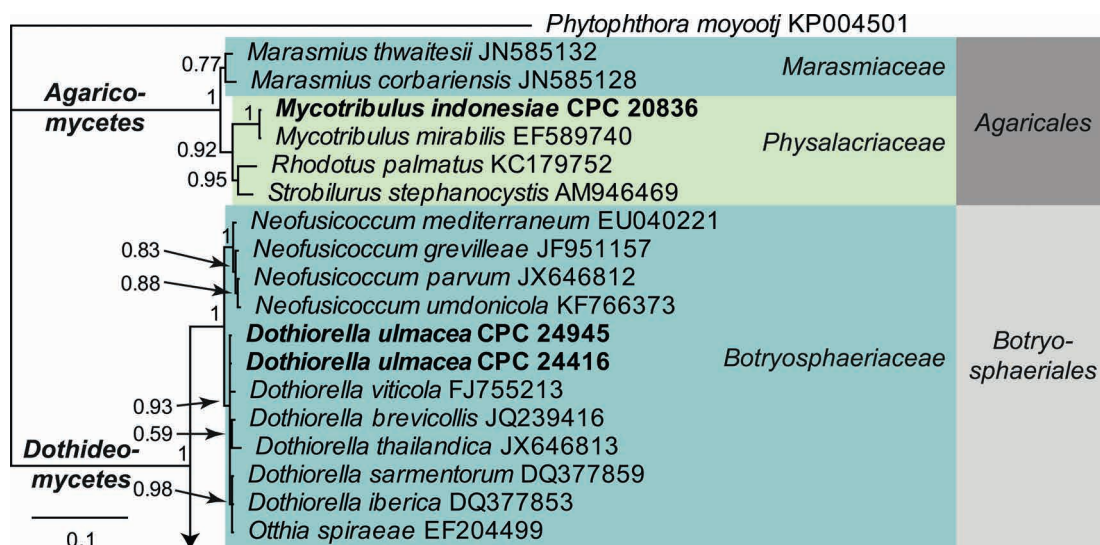 Phytophthora moyootj KP004501
0.77
Marasmius thwaitesii JN585132
Marasmius corbariensis JN585128
Marasmiaceae
Agarico-
mycetes
1
1
Mycotribulus indonesiae CPC 20836
Mycotribulus mirabilis EF589740
Physalacriaceae
Agaricales
0.92
Rhodotus palmatus KC179752
0.95
Strobilurus stephanocystis AM946469
1
Neofusicoccum mediterraneum EU040221
0.83
Neofusicoccum grevilleae JF951157
0.88
Neofusicoccum parvum JX646812
Neofusicoccum umdonicola KF766373
1
Dothiorella ulmacea CPC 24945
Dothiorella ulmacea CPC 24416
Botryosphaeriaceae
Botryo-
sphaeriales
Dothiorella viticola FJ755213
0.93
Dothiorella brevicollis JQ239416
0.59
Dothiorella thailandica JX646813
Dothideo-
mycetes
1
Dothiorella sarmentorum DQ377859
0.98
Dothiorella iberica DQ377853
Otthia spiraeae EF204499
0.1